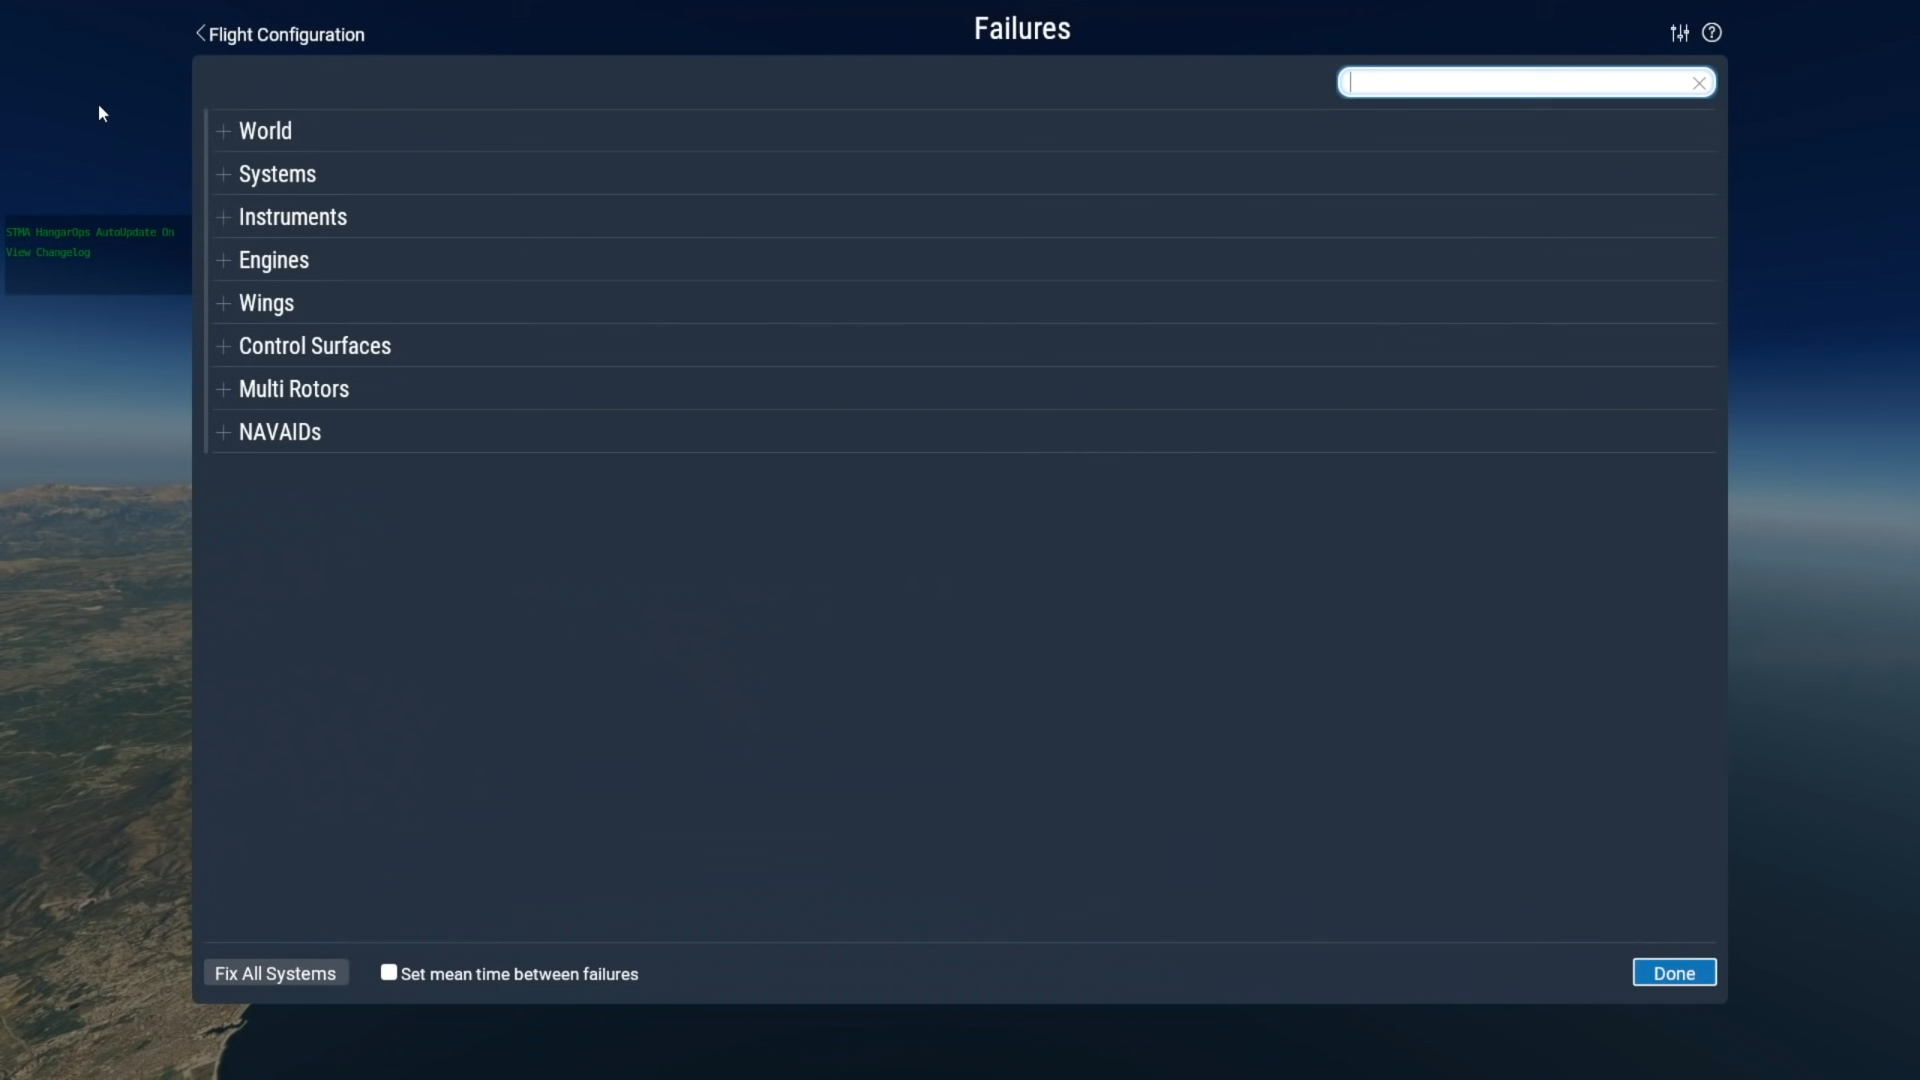 Flight Configuration
Failures
World
Systems
Instruments
STMA HangarOps AutoUpdate On
View Changelog
Engines
Wings
Control Surfaces
Multi Rotors
NAVAIDs
Fix All Systems
Set mean time between failures
Done